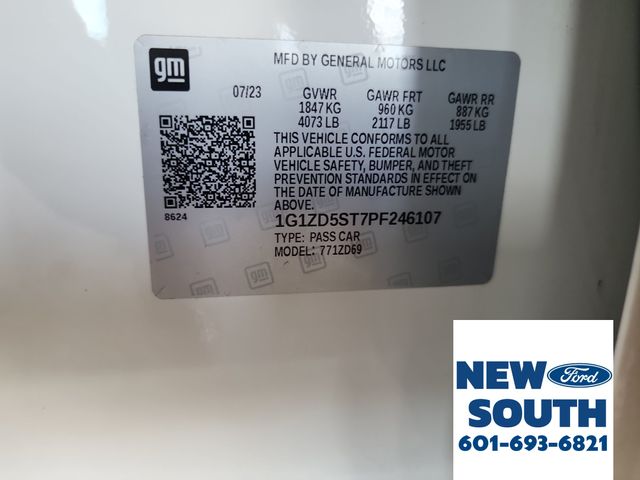 gm
MFD BY GENERAL MOTORS LLC
07/23 GVWR GAWR FRT GAWR RR
1847 KG 960 KG 887 KG
4073 LB 2117 LB 1955 LB
THIS VEHICLE CONFORMS TO ALL
APPLICABLE U.S. FEDERAL MOTOR
VEHICLE SAFETY, BUMPER, AND THEFT
PREVENTION STANDARDS IN EFFECT ON
THE DATE OF MANUFACTURE SHOWN
ABOVE.
8624
1G1ZD5ST7PF246107
TYPE: PASS CAR
MODEL: 771ZD69
NEW Ford
SOUTH
601-693-6821